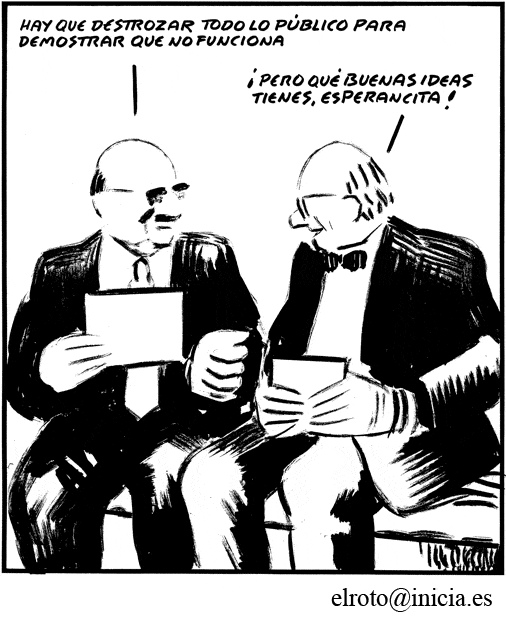 HAY QUE DESTROZAR TODO LO PÚBLICO PARA
DEMOSTRAR QUE NO FUNCIONA
¡PERO QUÉ BUENAS IDEAS
TIENES, ESPERANCITA!
elroto@inicia.es